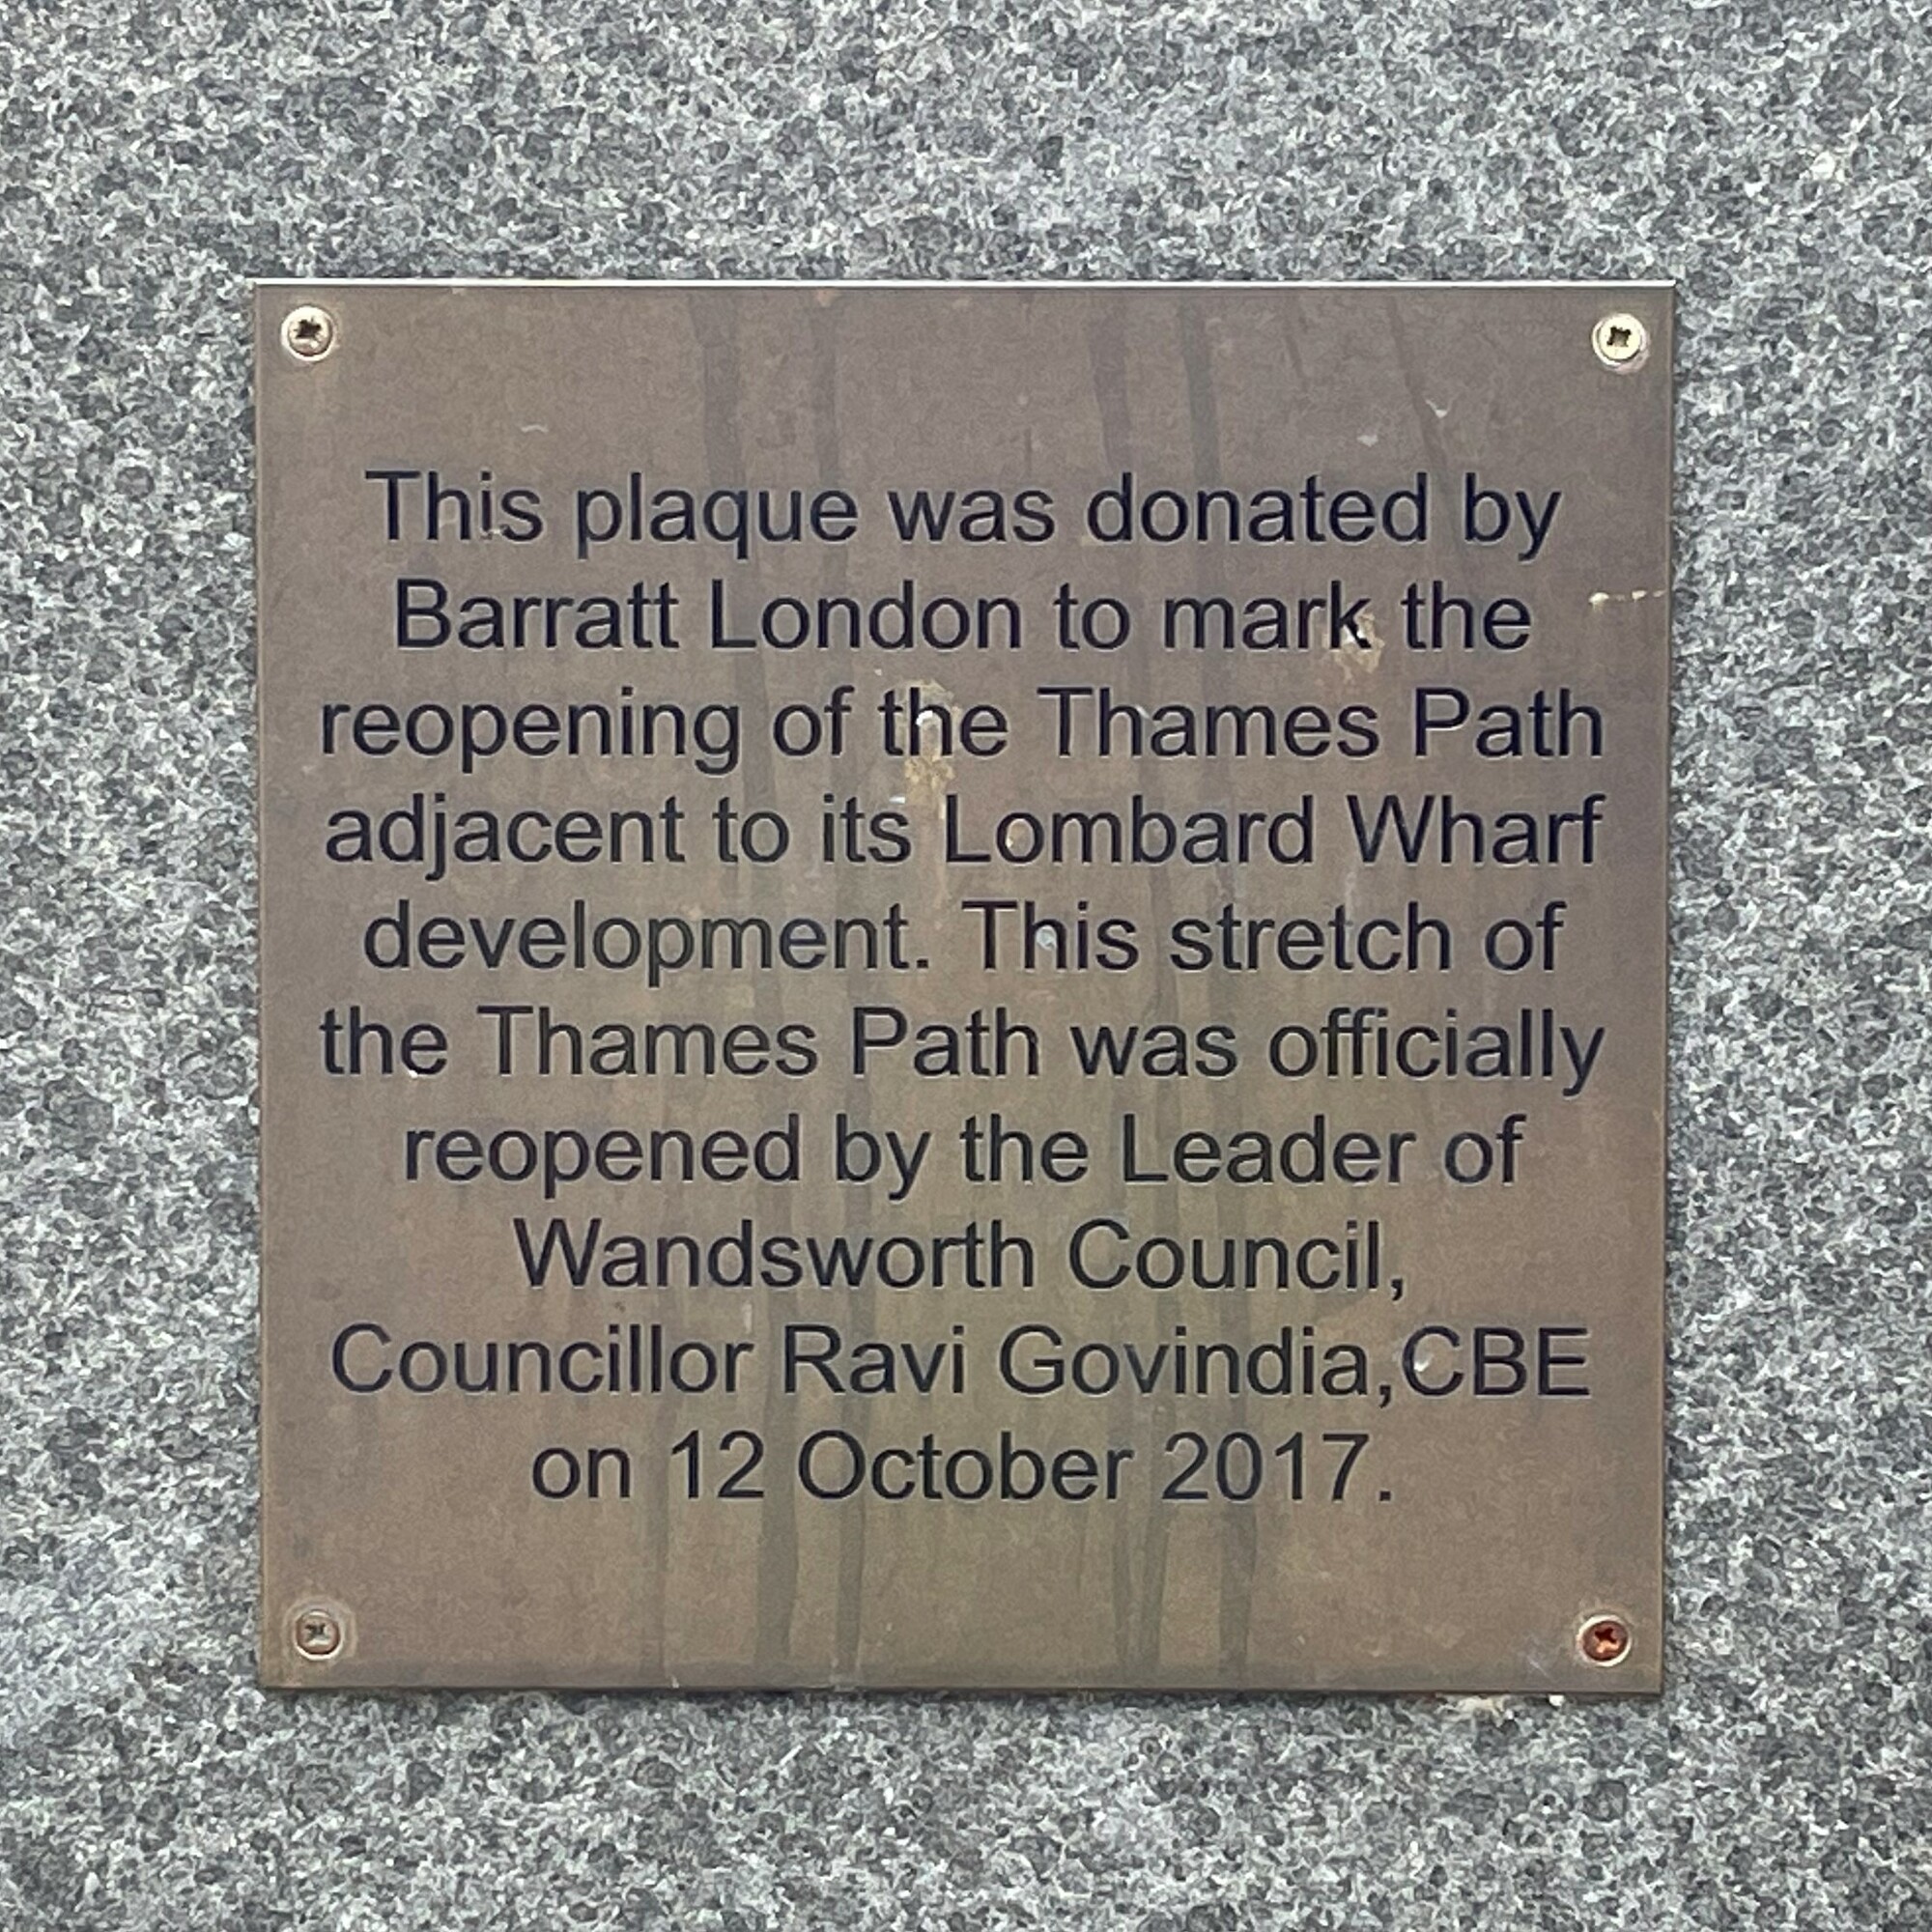 This plaque was donated by
Barratt London to mark the
reopening of the Thames Path
adjacent to its Lombard Wharf
development. This stretch of
the Thames Path was officially
reopened by the Leader of
Wandsworth Council,
Councillor Ravi Govindia,CBE
on 12 October 2017.